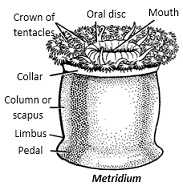 Crown of
tentacles
Oral disc
Mouth
Collar
Column or
scapus
Limbus
Pedal
Metridium